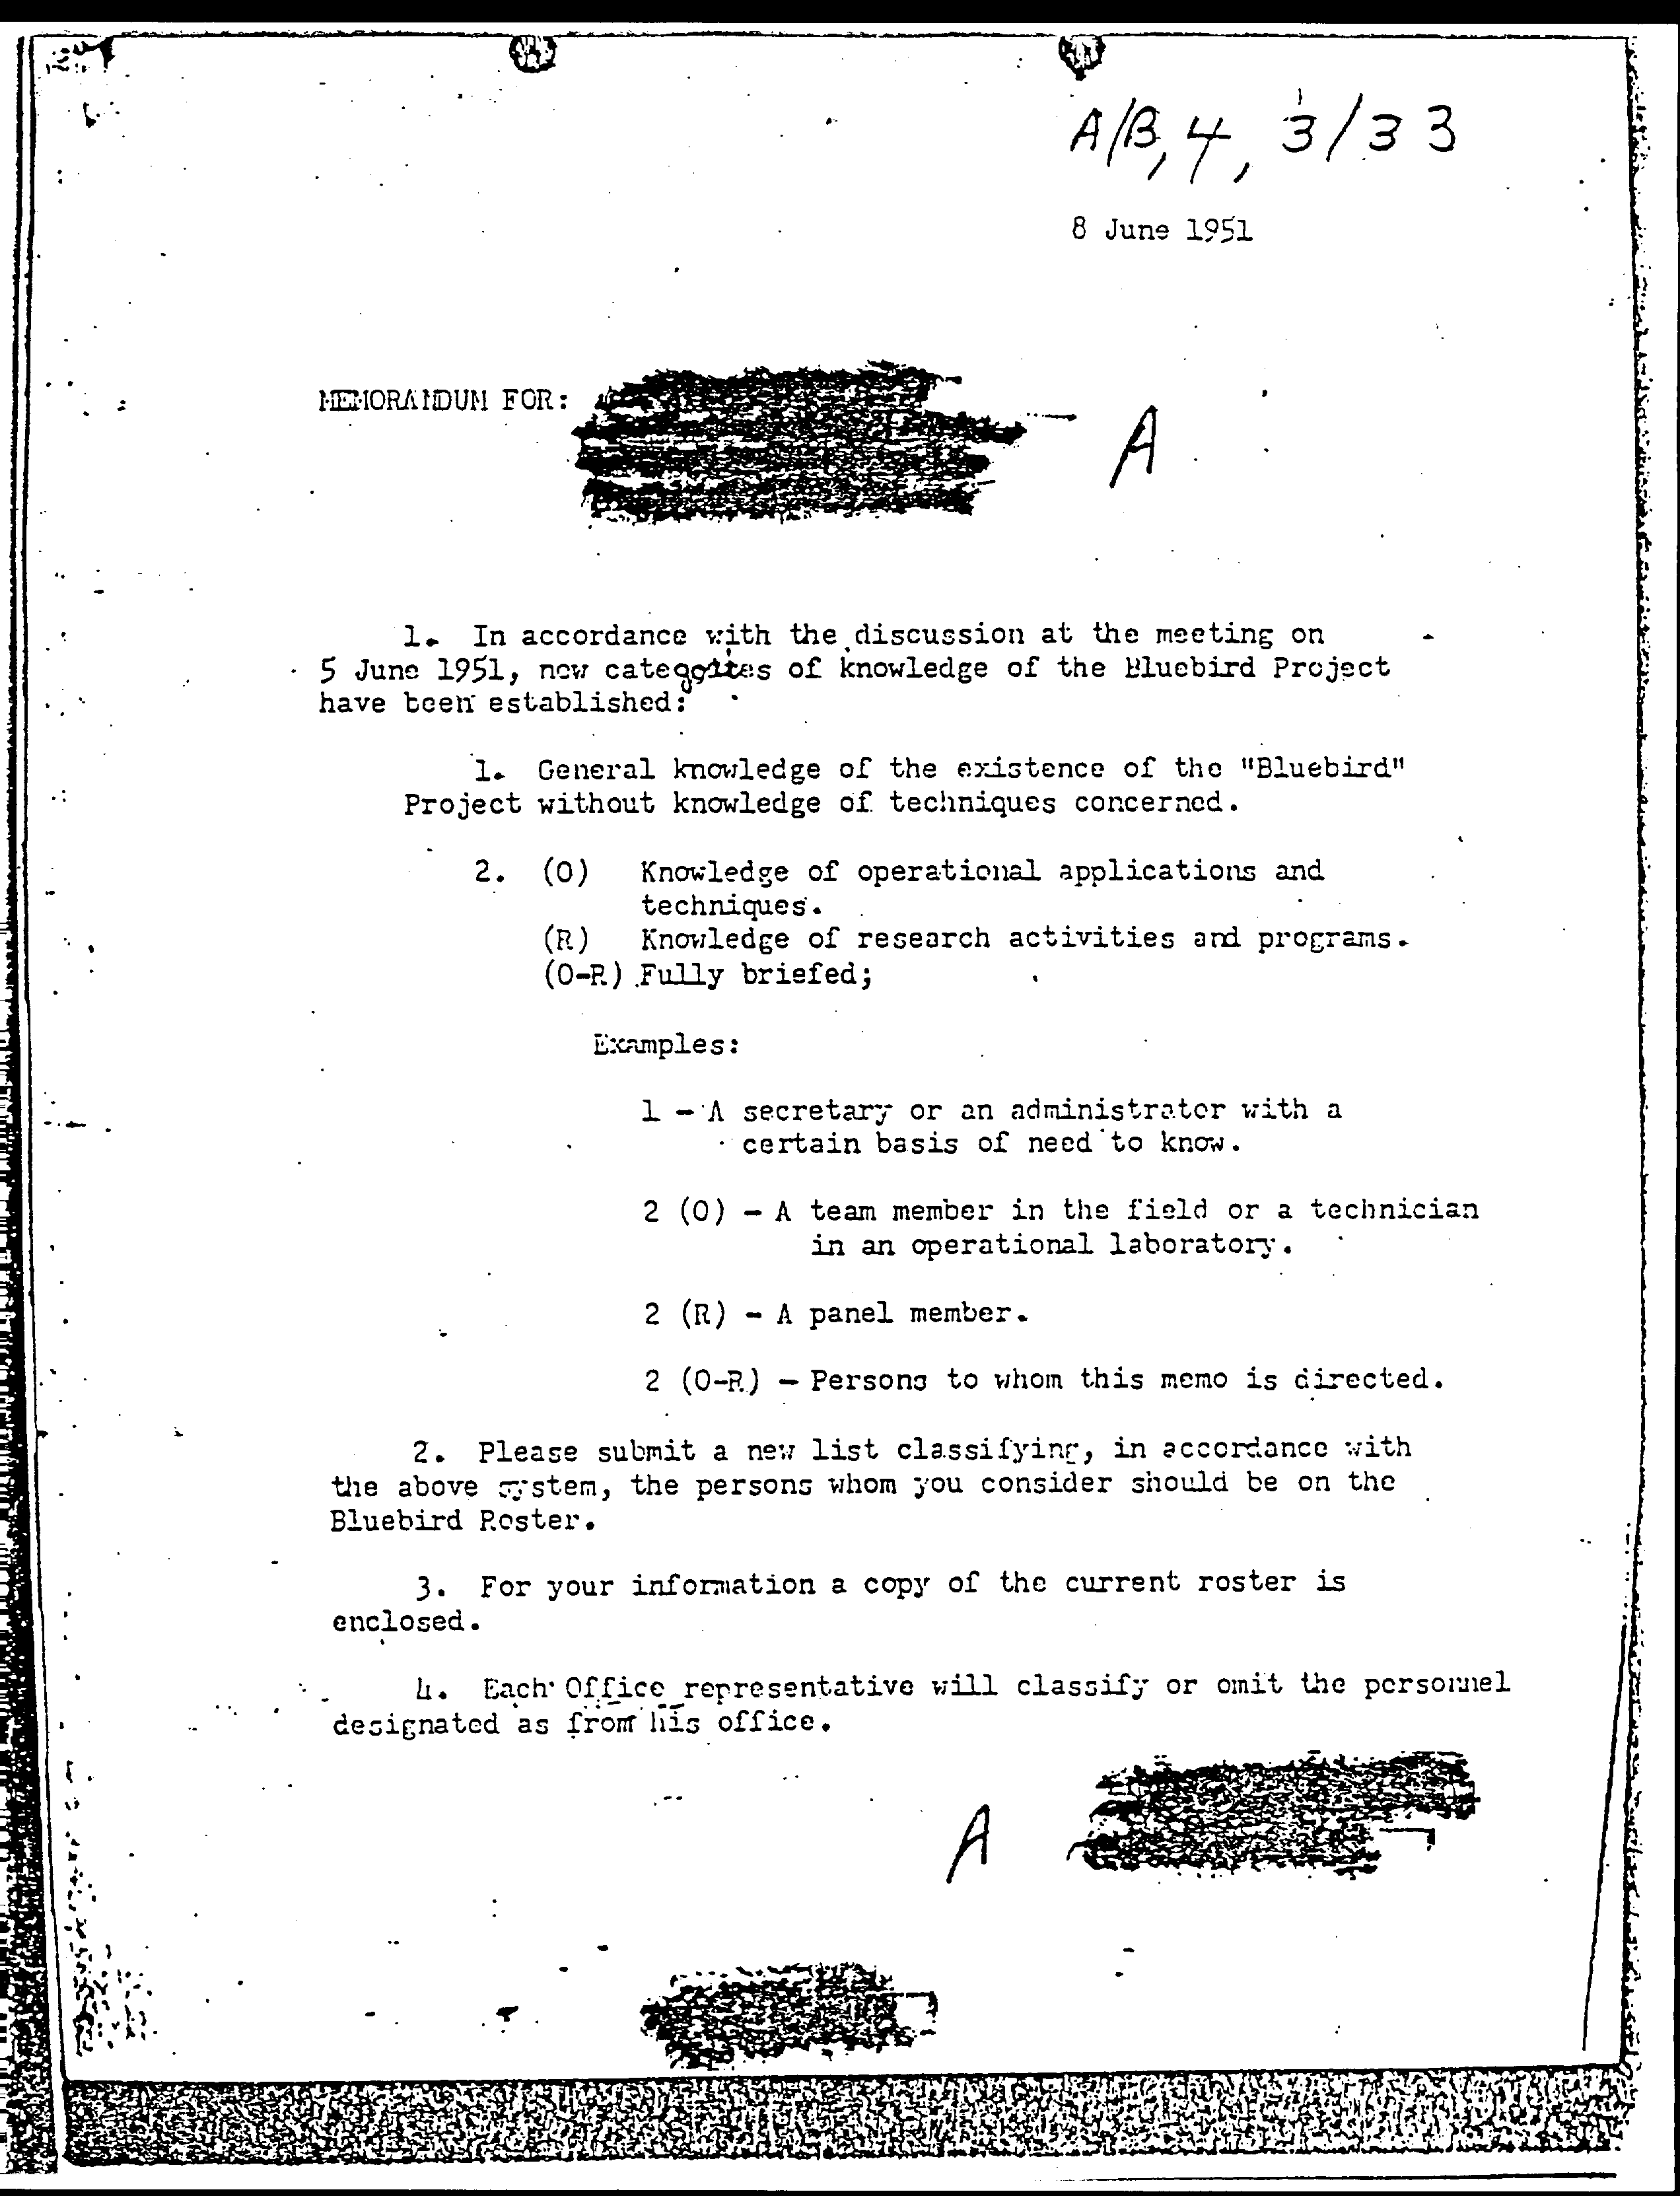 A/B, 4, 3/33
8 June 1951
MEMORANDUM FOR:
A
1. In accordance with the discussion at the meeting on
5 June 1951, new categories of knowledge of the Bluebird Project
have been established:
1. General knowledge of the existence of the "Bluebird"
Project without knowledge of techniques concerned.
2. (O) Knowledge of operational applications and
techniques.
(R) Knowledge of research activities and programs.
(O-R) Fully briefed;
Examples:
1 - A secretary or an administrator with a
certain basis of need to know.
2 (O) - A team member in the field or a technician
in an operational laboratory.
2 (R) - A panel member.
2 (O-R) - Persons to whom this memo is directed.
2. Please submit a new list classifying, in accordance with
the above system, the persons whom you consider should be on the
Bluebird Roster.
3. For your information a copy of the current roster is
enclosed.
4. Each Office representative will classify or omit the personnel
designated as from his office.
A